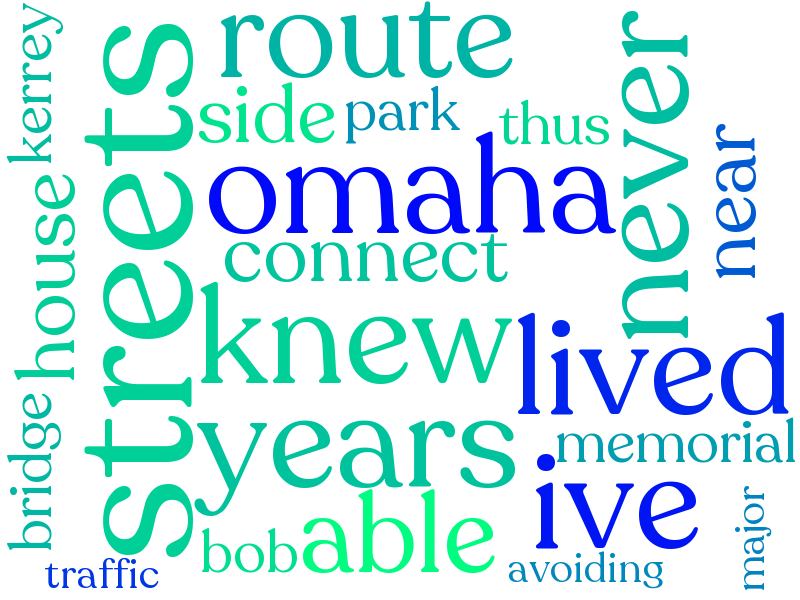 kerrey
streets
route
never
side
park
thus
near
omaha
house
connect
knew
lived
bridge
years
memorial
ive
able
bob
major
traffic
avoiding